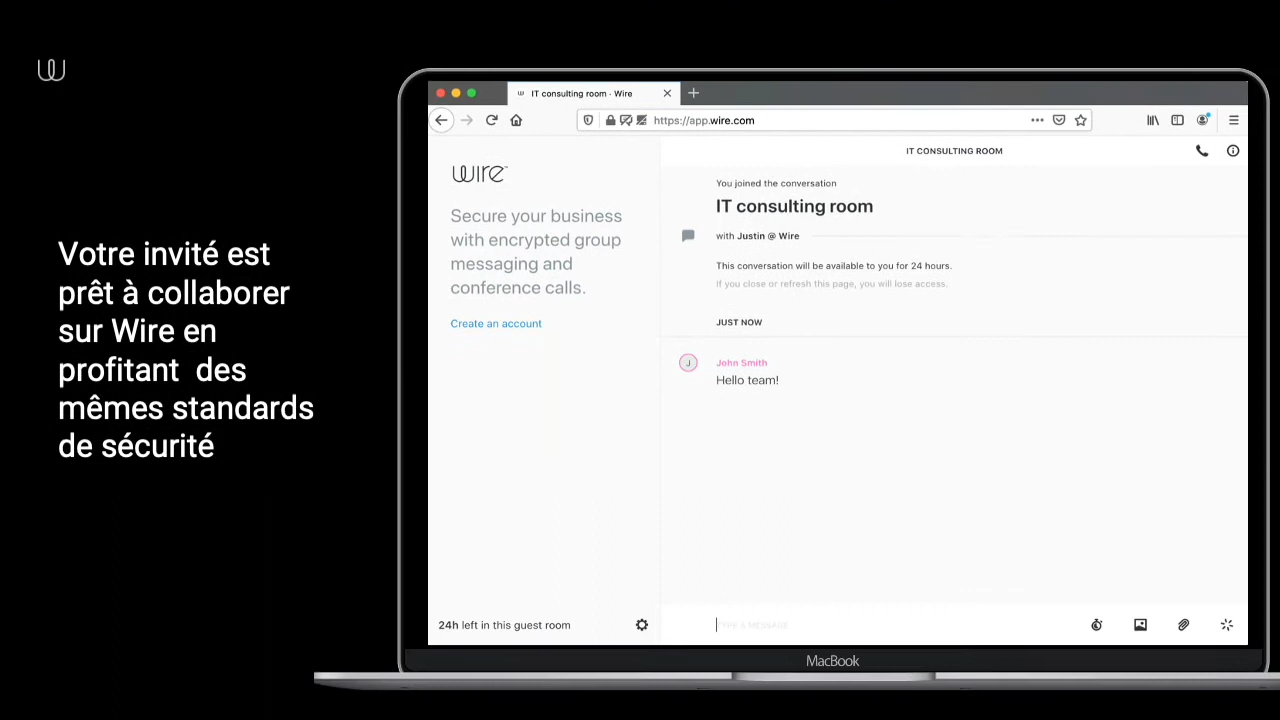 Votre invité est
prêt à collaborer
sur Wire en
profitant des
mêmes standards
de sécurité
IT consulting room · Wire
https://app.wire.com
wire™
Secure your business
with encrypted group
messaging and
conference calls.
Create an account
24h left in this guest room
IT CONSULTING ROOM
You joined the conversation
IT consulting room
with Justin @ Wire
This conversation will be available to you for 24 hours.
If you close or refresh this page, you will lose access.
JUST NOW
J
John Smith
Hello team!
TYPE A MESSAGE
MacBook